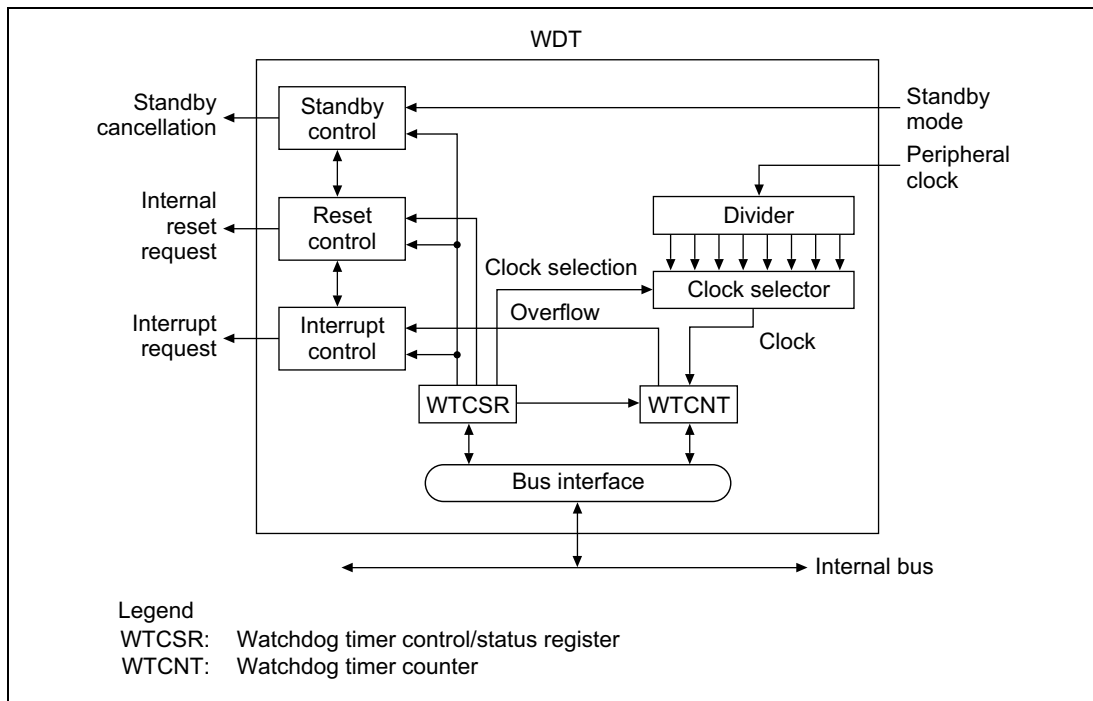 WDT
Standby
cancellation
Standby
control
Standby
mode
Peripheral
clock
Internal
reset
request
Reset
control
Divider
Clock selection
Clock selector
Overflow
Clock
Interrupt
request
Interrupt
control
WTCSR
WTCNT
Bus interface
Internal bus
Legend
WTCSR: Watchdog timer control/status register
WTCNT: Watchdog timer counter